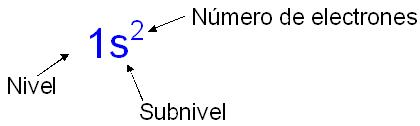 Número de electrones
1s²
Nivel
Subnivel